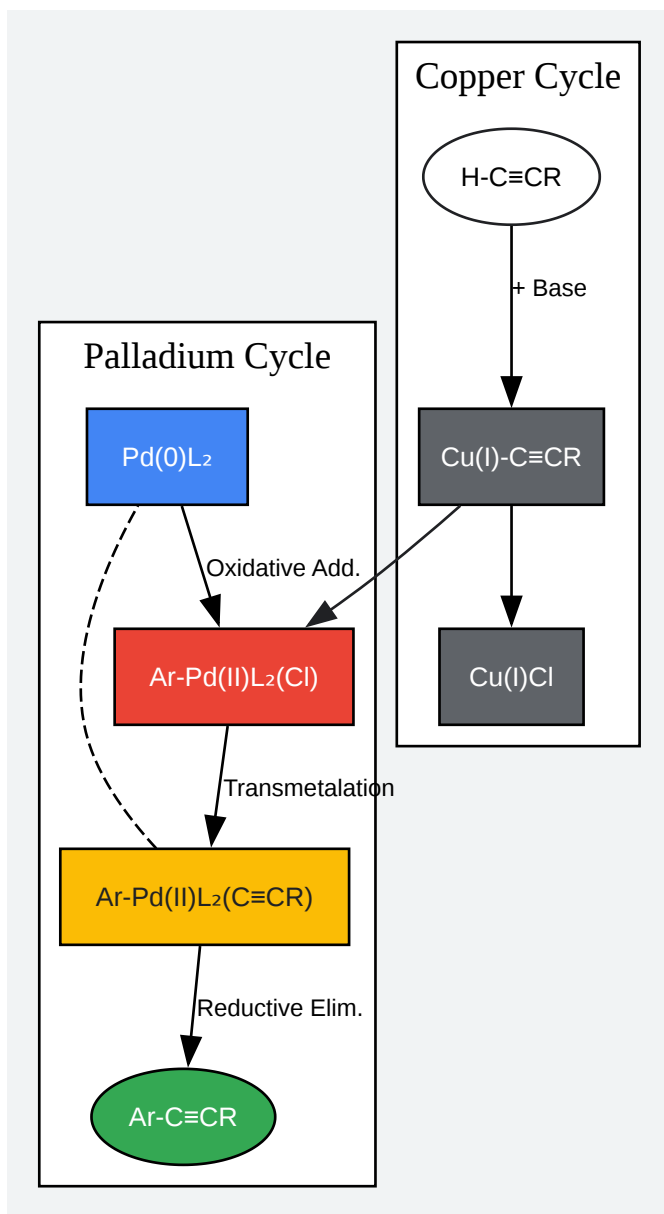 Copper Cycle
H-C≡CR
+ Base
Palladium Cycle
Pd(0)L₂
Cu(I)-C≡CR
Oxidative Add.
Ar-Pd(II)L₂(Cl)
Cu(I)Cl
Transmetalation
Ar-Pd(II)L₂(C≡CR)
Reductive Elim.
Ar-C≡CR